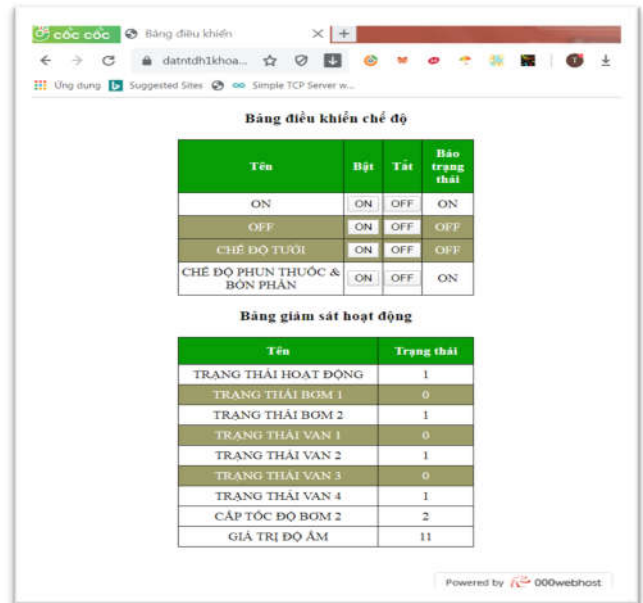 cốc cốc Bảng điều khiển
datntdh1khoa...
Ứng dụng Suggested Sites Simple TCP Server w...
Bảng điều khiển chế độ
Tên Bật Tắt Báo trạng thái
ON ON OFF ON
OFF ON OFF OFF
CHẾ ĐỘ TƯỚI ON OFF OFF
CHẾ ĐỘ PHUN THUỐC &
BÓN PHÂN ON OFF ON
Bảng giám sát hoạt động
Tên Trạng thái
TRẠNG THÁI HOẠT ĐỘNG 1
TRẠNG THÁI BƠM 1 0
TRẠNG THÁI BƠM 2 1
TRẠNG THÁI VAN 1 0
TRẠNG THÁI VAN 2 1
TRẠNG THÁI VAN 3 0
TRẠNG THÁI VAN 4 1
CẤP TỐC ĐỘ BƠM 2 2
GIÁ TRỊ ĐỘ ẨM 11
Powered by 000webhost